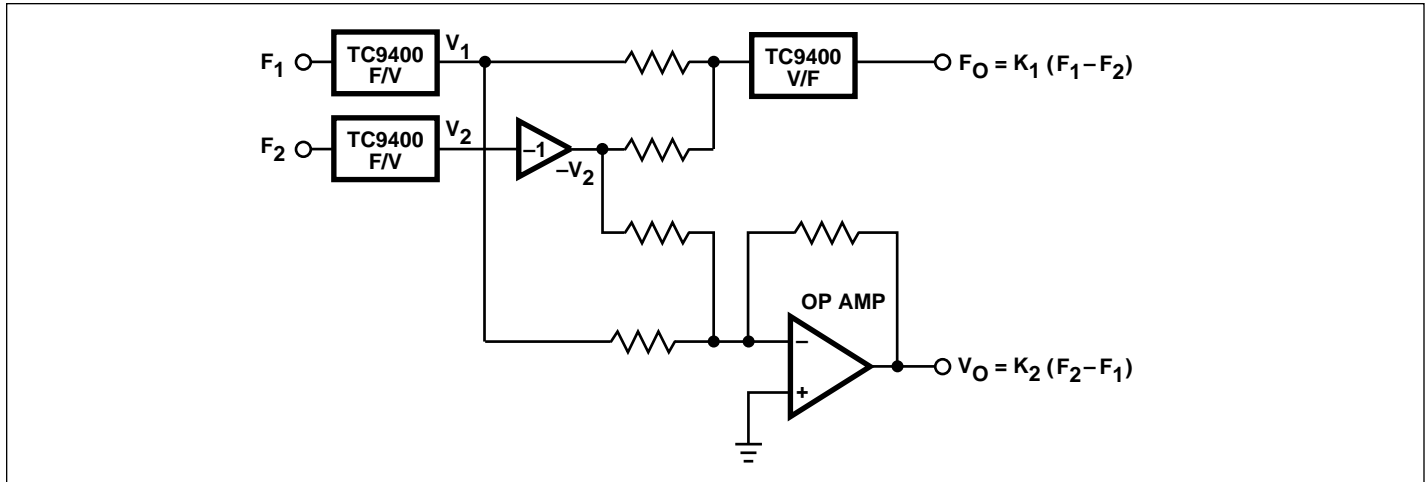 F1
TC9400
F/V
V1
TC9400
V/F
FO = K1 (F1–F2)
F2
TC9400
F/V
V2
–1
–V2
OP AMP
–
+
VO = K2 (F2–F1)